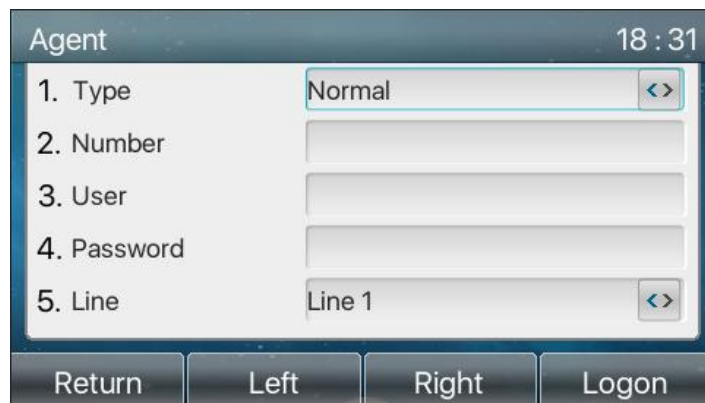 Agent 18 : 31
1. Type Normal
2. Number
3. User
4. Password
5. Line Line 1
Return Left Right Logon